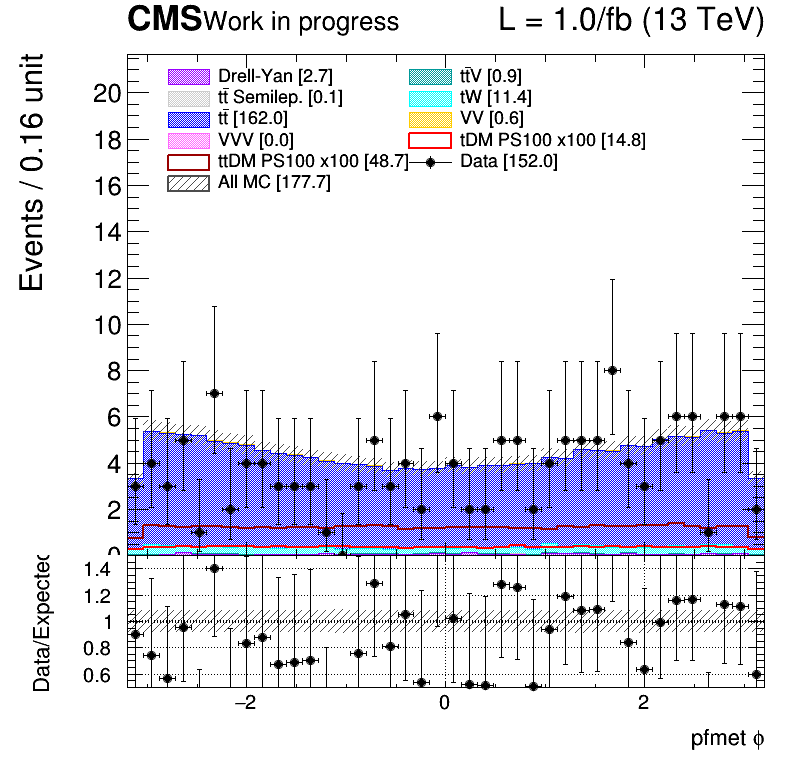 CMS Work in progress L = 1.0/fb (13 TeV)
Events / 0.16 unit
Drell-Yan [2.7] tt̄V [0.9]
tt̄ Semilep. [0.1] tW [11.4]
tt̄ [162.0] VV [0.6]
VVV [0.0] tDM PS100 x100 [14.8]
ttDM PS100 x100 [48.7] Data [152.0]
All MC [177.7]
20
18
16
14
12
10
8
6
4
2
0
Data/Expected
1.4
1.2
1
0.8
0.6
−2 0 2
pfmet ϕ